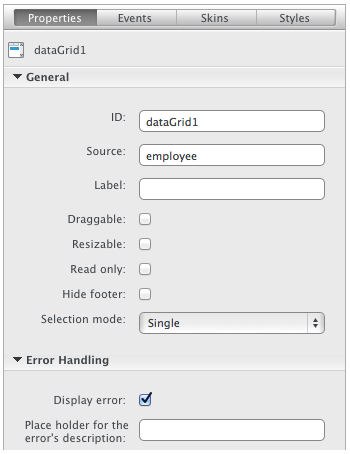 Properties Events Skins Styles
dataGrid1
General
ID: dataGrid1
Source: employee
Label:
Draggable:
Resizable:
Read only:
Hide footer:
Selection mode: Single
Error Handling
Display error:
Place holder for the
error's description: